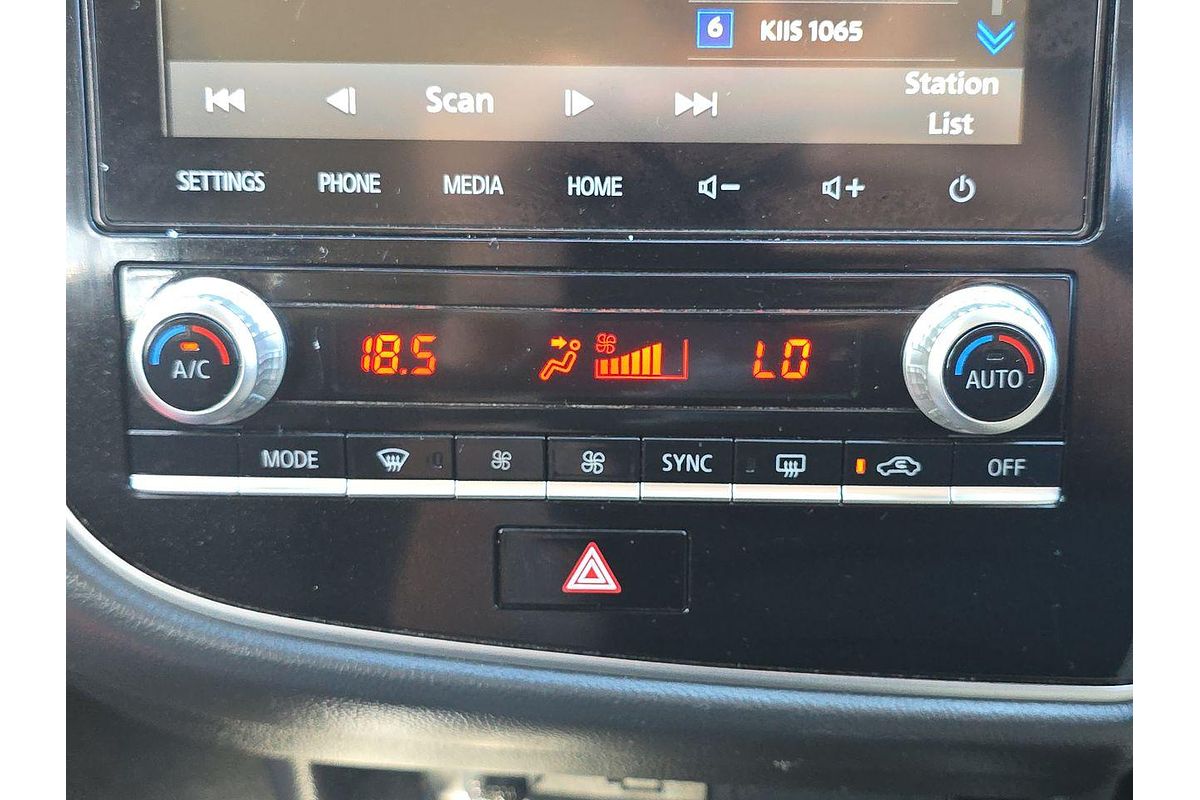 6 KIIS 1065
Scan
Station
List
SETTINGS PHONE MEDIA HOME
A/C 18.5 LO AUTO
MODE SYNC OFF